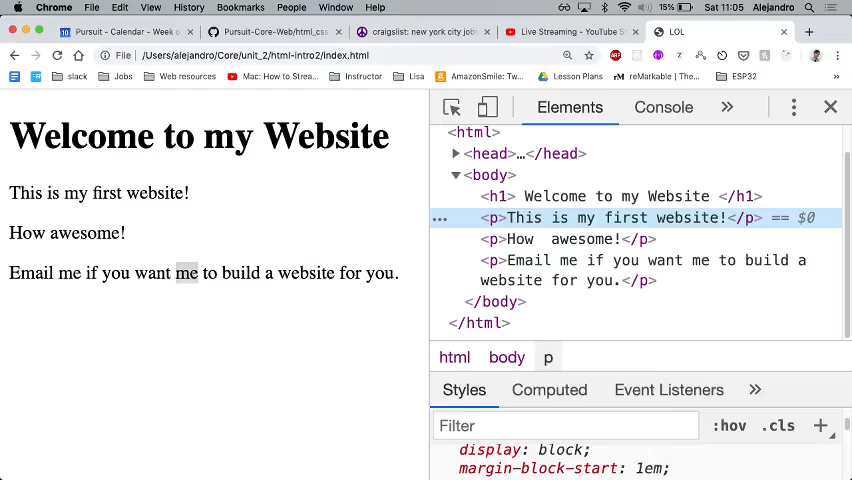 Chrome File Edit View History Bookmarks People Window Help 15% Sat 11:05 Alejandro
Pursuit - Calendar - Week o
Pursuit-Core-Web/html_css
craigslist: new york city jobs
Live Streaming - YouTube S
LOL
File /Users/alejandro/Core/unit_2/html-intro2/index.html
slack Jobs Web resources Mac: How to Strea... Instructor Lisa AmazonSmile: Tw... Lesson Plans reMarkable | The... ESP32
Welcome to my Website
This is my first website!
How awesome!
Email me if you want me to build a website for you.
Elements Console »
<html>
<head>…</head>
<body>
<h1> Welcome to my Website </h1>
... <p>This is my first website!</p> == $0
<p>How  awesome!</p>
<p>Email me if you want me to build a
website for you.</p>
</body>
</html>
html body p
Styles Computed Event Listeners »
Filter :hov .cls +
display: block;
margin-block-start: 1em;